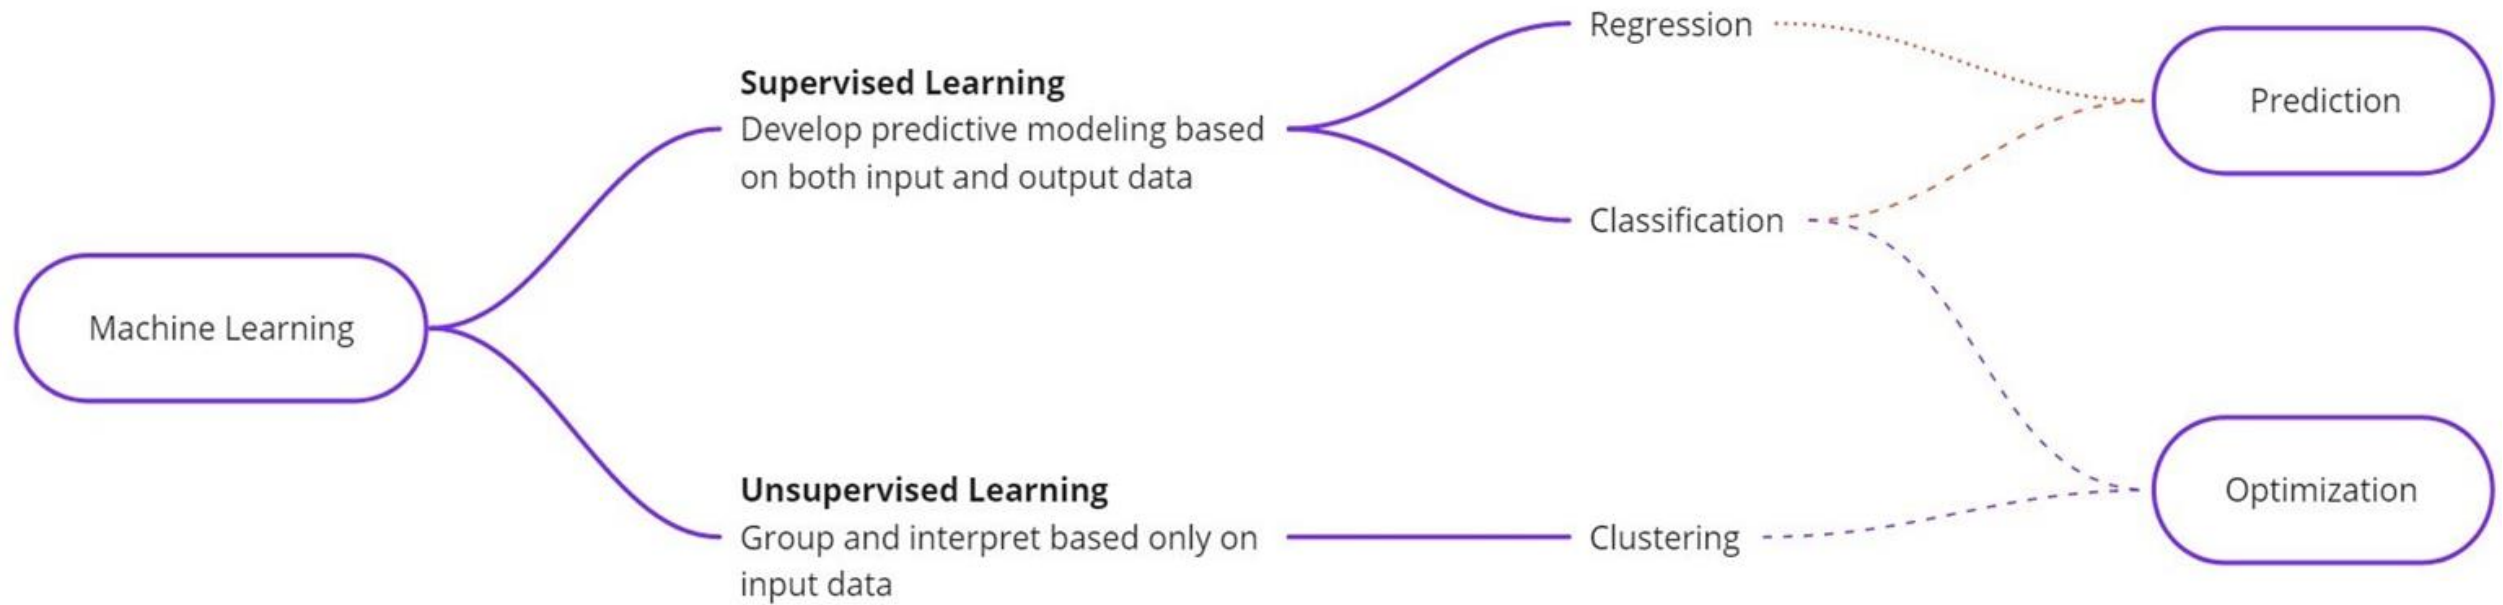 Machine Learning
Supervised Learning
Develop predictive modeling based
on both input and output data
Unsupervised Learning
Group and interpret based only on
input data
Regression
Classification
Clustering
Prediction
Optimization